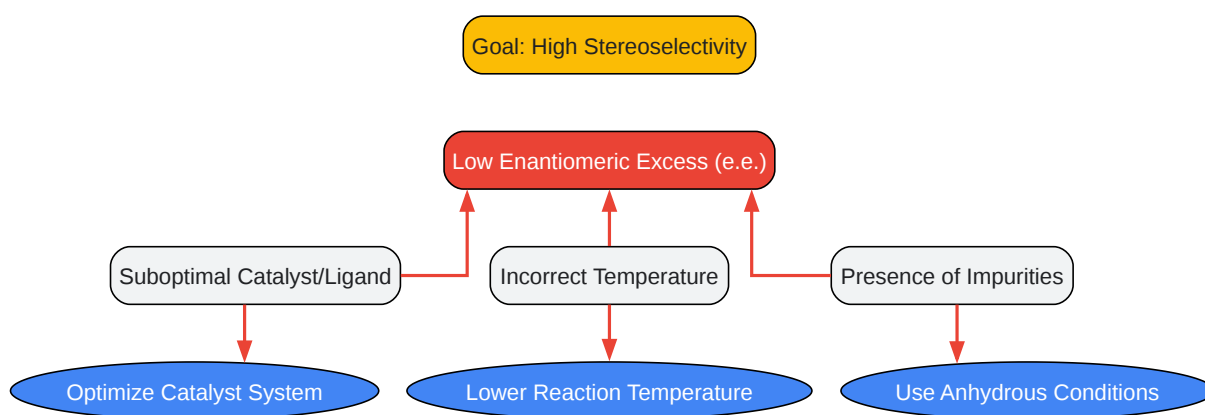 Goal: High Stereoselectivity
Low Enantiomeric Excess (e.e.)
Suboptimal Catalyst/Ligand
Incorrect Temperature
Presence of Impurities
Optimize Catalyst System
Lower Reaction Temperature
Use Anhydrous Conditions